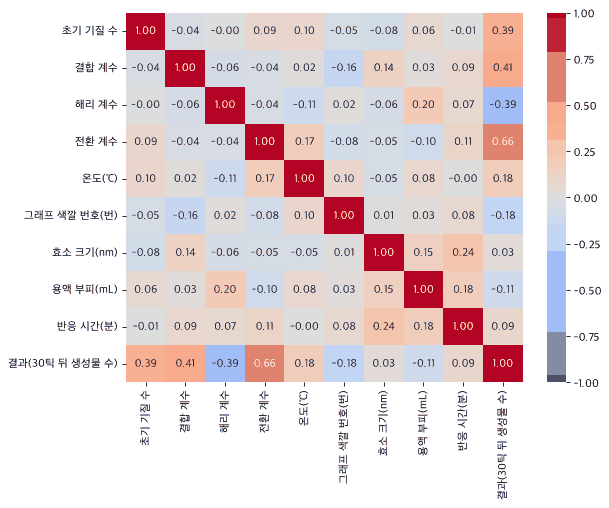 초기 기질 수 1.00 -0.04 -0.00 0.09 0.10 -0.05 -0.08 0.06 -0.01 0.39
결합 계수 -0.04 1.00 -0.06 -0.04 0.02 -0.16 0.14 0.03 0.09 0.41
해리 계수 -0.00 -0.06 1.00 -0.04 -0.11 0.02 -0.06 0.20 0.07 -0.39
전환 계수 0.09 -0.04 -0.04 1.00 0.17 -0.08 -0.05 -0.10 0.11 0.66
온도(℃) 0.10 0.02 -0.11 0.17 1.00 0.10 -0.05 0.08 -0.00 0.18
그래프 색깔 번호(번) -0.05 -0.16 0.02 -0.08 0.10 1.00 0.01 0.03 0.08 -0.18
효소 크기(nm) -0.08 0.14 -0.06 -0.05 -0.05 0.01 1.00 0.15 0.24 0.03
용액 부피(mL) 0.06 0.03 0.20 -0.10 0.08 0.03 0.15 1.00 0.18 -0.11
반응 시간(분) -0.01 0.09 0.07 0.11 -0.00 0.08 0.24 0.18 1.00 0.09
결과(30틱 뒤 생성물 수) 0.39 0.41 -0.39 0.66 0.18 -0.18 0.03 -0.11 0.09 1.00
초기 기질 수
결합 계수
해리 계수
전환 계수
온도(℃)
그래프 색깔 번호(번)
효소 크기(nm)
용액 부피(mL)
반응 시간(분)
결과(30틱 뒤 생성물 수)
1.00
0.75
0.50
0.25
0.00
-0.25
-0.50
-0.75
-1.00